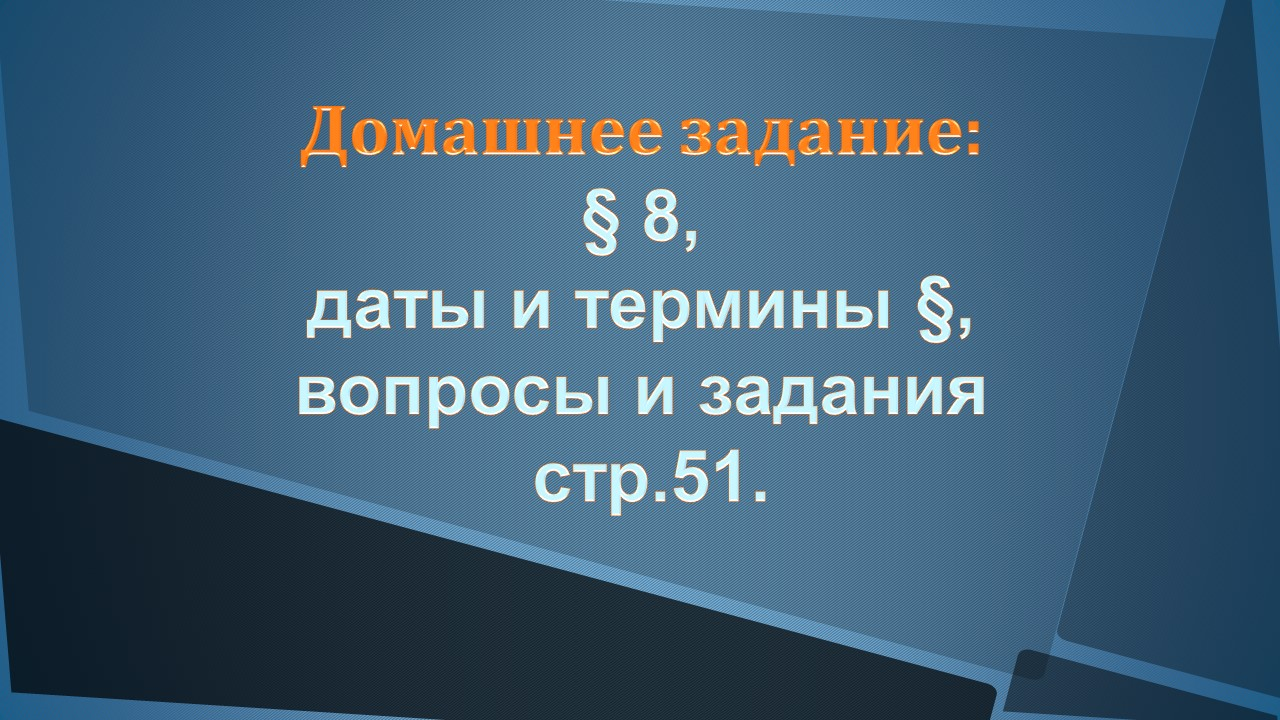 Домашнее задание:
§ 8,
даты и термины §,
вопросы и задания
стр.51.